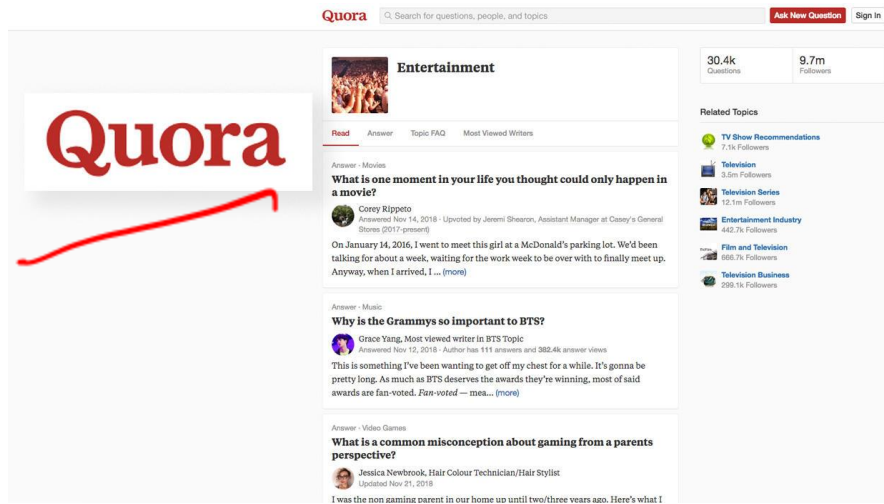 Quora
Search for questions, people, and topics
Ask New Question
Sign In
Quora
Entertainment
Read Answer Topic FAQ Most Viewed Writers
Answer · Movies
What is one moment in your life you thought could only happen in
a movie?
Corey Rippeto
Answered Nov 14, 2018 · Upvoted by Jeremi Shearon, Assistant Manager at Casey's General
Stores (2017-present)
On January 14, 2016, I went to meet this girl at a McDonald's parking lot. We'd been
talking for about a week, waiting for the work week to be over with to finally meet up.
Anyway, when I arrived, I ... (more)
Answer · Music
Why is the Grammys so important to BTS?
Grace Yang, Most viewed writer in BTS Topic
Answered Nov 12, 2018 · Author has 111 answers and 382.4k answer views
This is something I've been wanting to get off my chest for a while. It's gonna be
pretty long. As much as BTS deserves the awards they're winning, most of said
awards are fan-voted. Fan-voted — mea... (more)
Answer · Video Games
What is a common misconception about gaming from a parents
perspective?
Jessica Newbrook, Hair Colour Technician/Hair Stylist
Updated Nov 21, 2018
I was the non gaming parent in our home up until two/three years ago. Here's what I
30.4k
Questions
9.7m
Followers
Related Topics
TV Show Recommendations
7.1k Followers
Television
3.5m Followers
Television Series
12.1m Followers
Entertainment Industry
442.7k Followers
Film and Television
666.7k Followers
Television Business
299.1k Followers